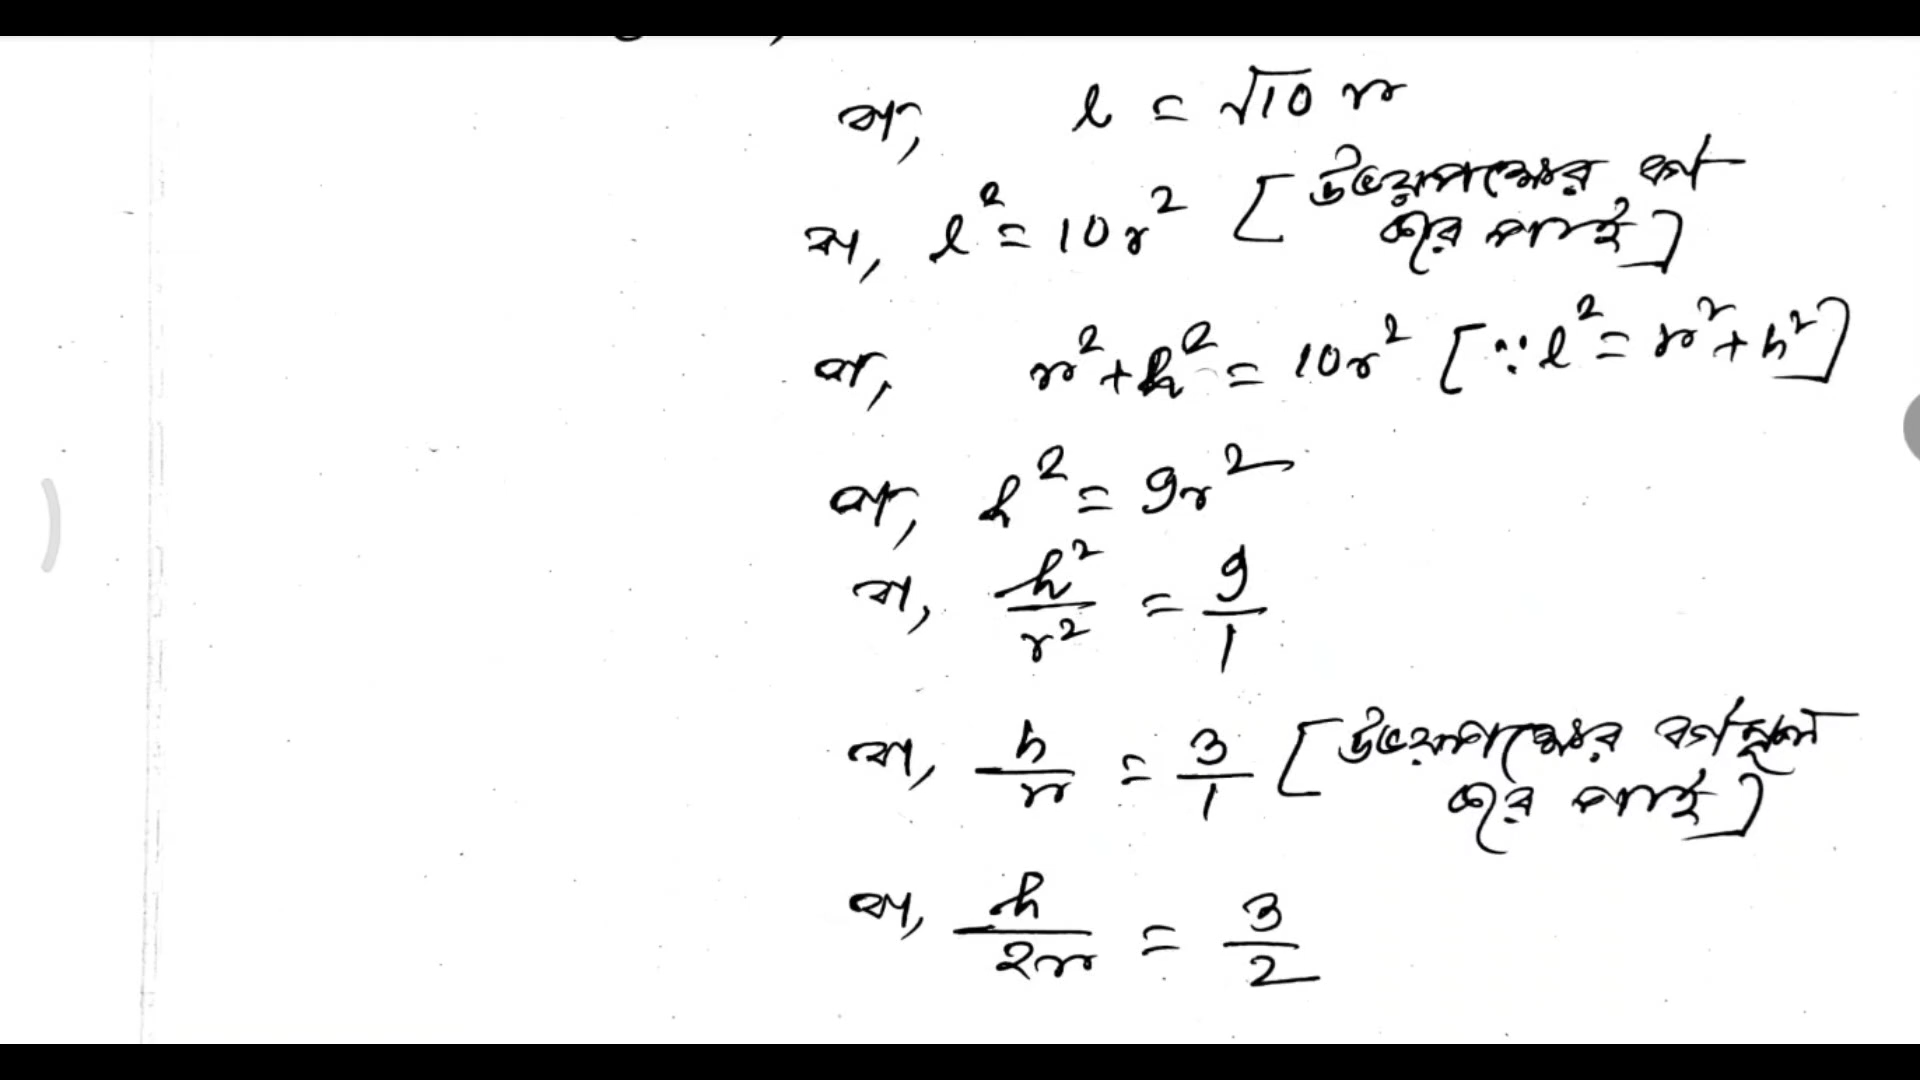 বা, l = √10 r
বা, l² = 10r² [উভয়পক্ষের বর্গ
করে পাই]
বা, r² + h² = 10r² [∵ l² = r² + h²]
বা, h² = 9r²
বা, h²/r² = 9/1
বা, h/r = 3/1 [উভয়পক্ষের বর্গমূল
করে পাই]
বা, h/2r = 3/2